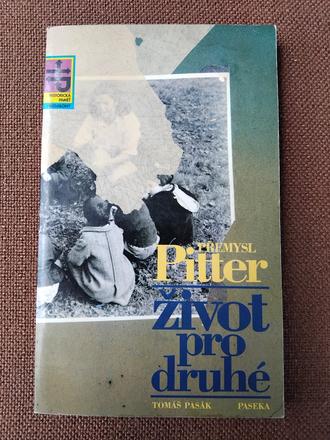 HISTORICKÁ
PAMĚŤ
PŘEMYSL
Pitter
život
pro
druhé
TOMÁŠ PASÁK PASEKA